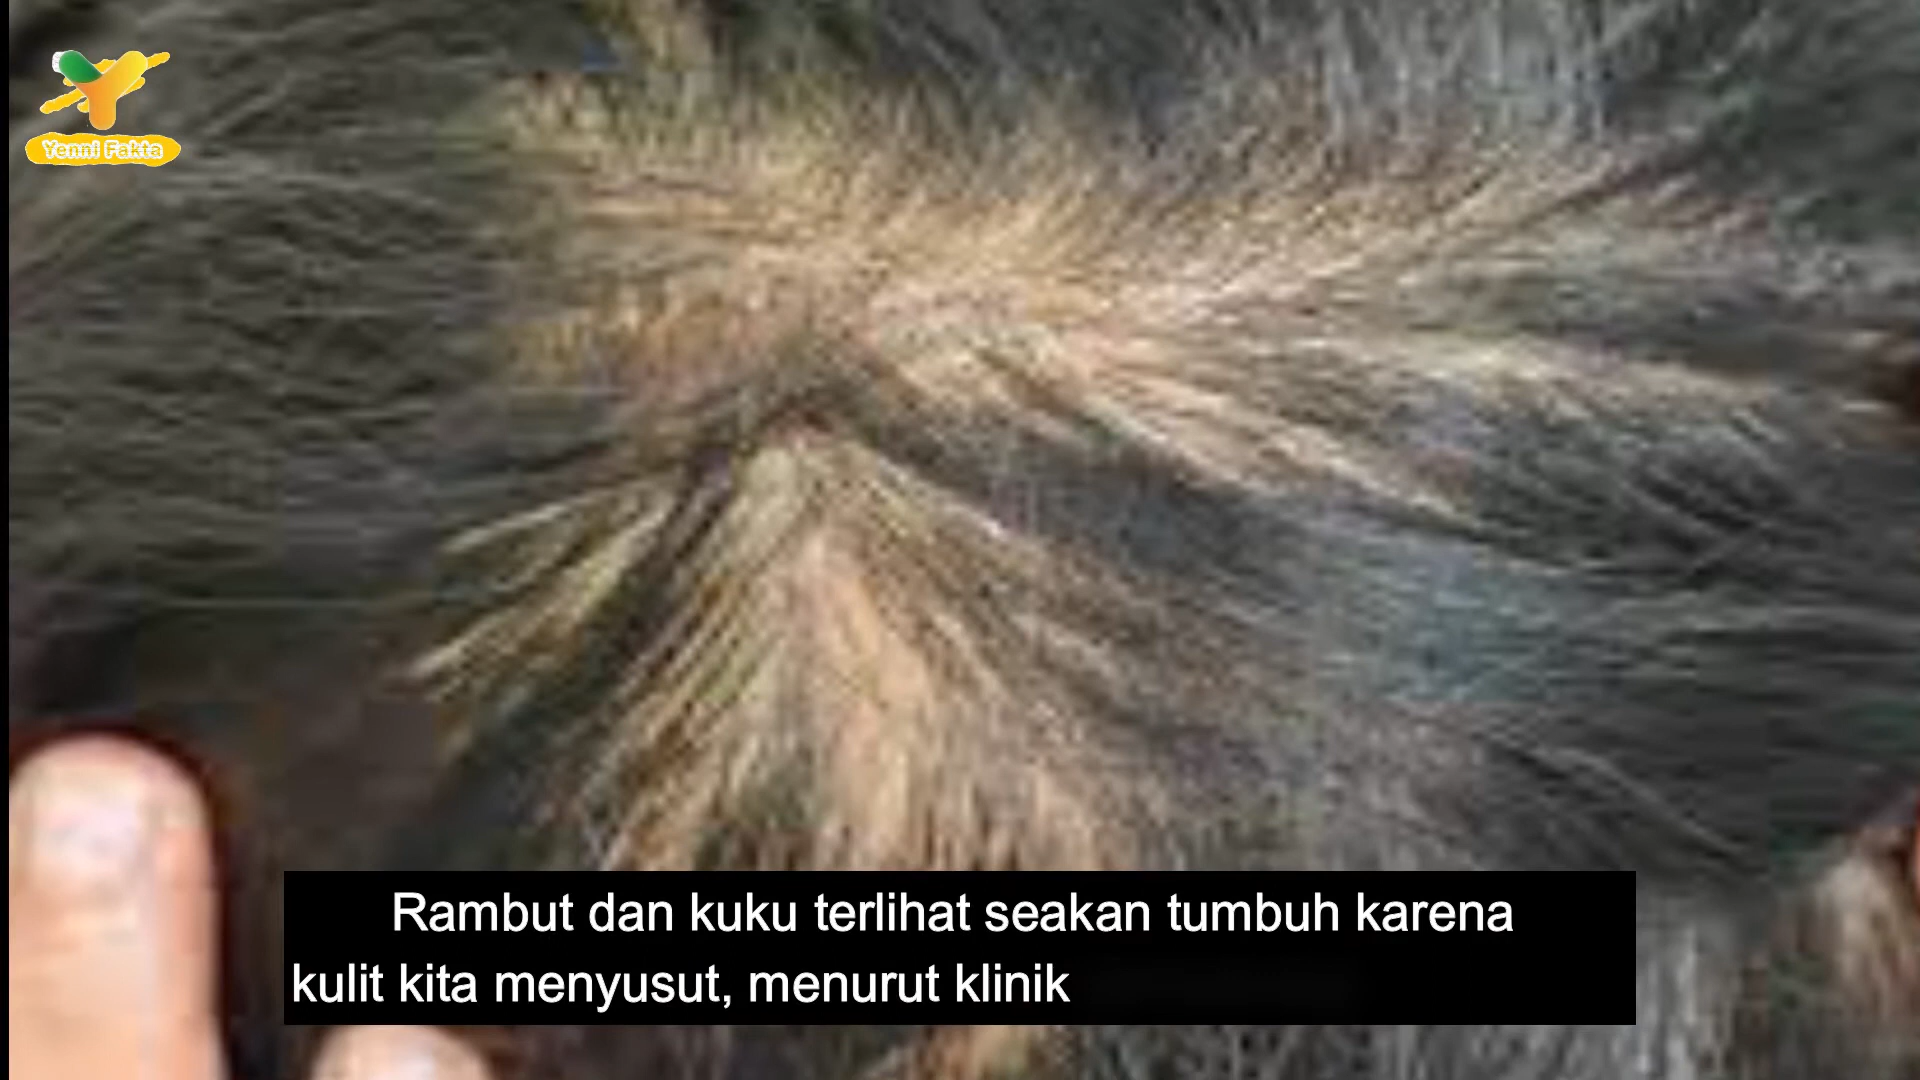 Yenni Fakta
Rambut dan kuku terlihat seakan tumbuh karena
kulit kita menyusut, menurut klinik